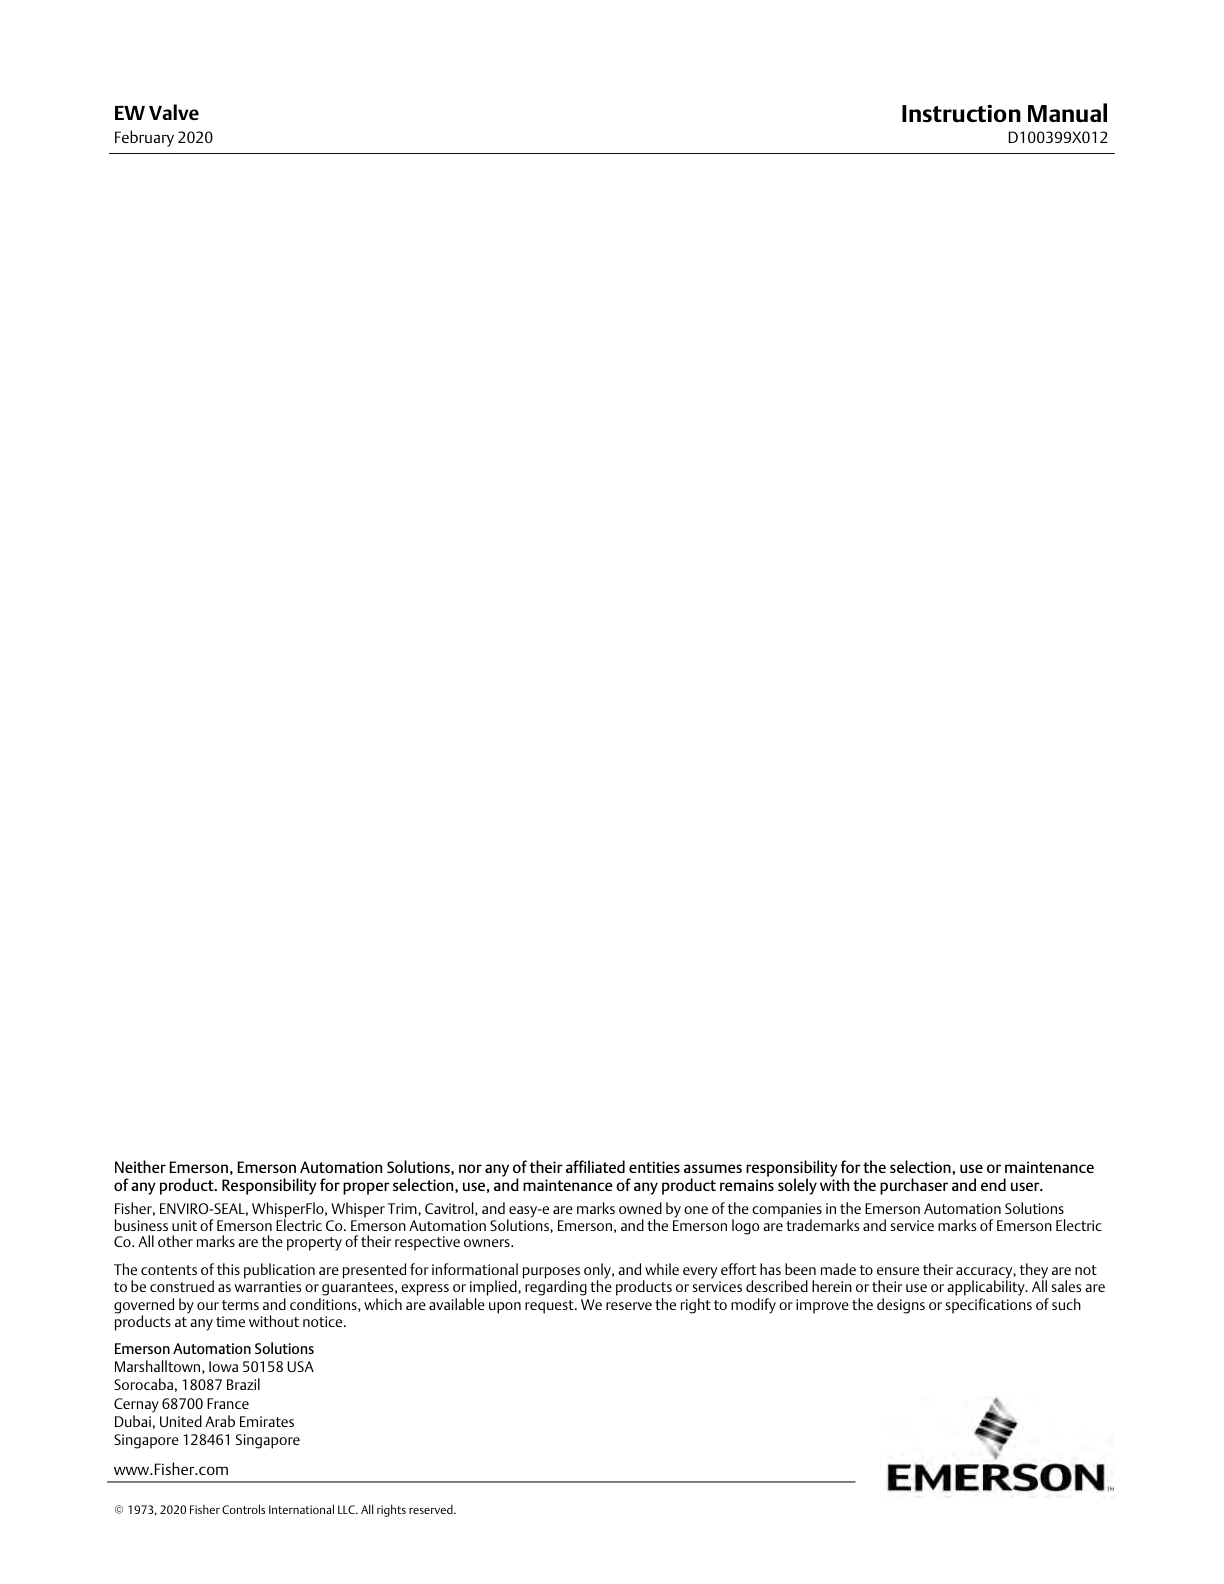 EW Valve
February 2020
Instruction Manual
D100399X012
Neither Emerson, Emerson Automation Solutions, nor any of their affiliated entities assumes responsibility for the selection, use or maintenance
of any product. Responsibility for proper selection, use, and maintenance of any product remains solely with the purchaser and end user.
Fisher, ENVIRO-SEAL, WhisperFlo, Whisper Trim, Cavitrol, and easy-e are marks owned by one of the companies in the Emerson Automation Solutions
business unit of Emerson Electric Co. Emerson Automation Solutions, Emerson, and the Emerson logo are trademarks and service marks of Emerson Electric
Co. All other marks are the property of their respective owners.
The contents of this publication are presented for informational purposes only, and while every effort has been made to ensure their accuracy, they are not
to be construed as warranties or guarantees, express or implied, regarding the products or services described herein or their use or applicability. All sales are
governed by our terms and conditions, which are available upon request. We reserve the right to modify or improve the designs or specifications of such
products at any time without notice.
Emerson Automation Solutions
Marshalltown, Iowa 50158 USA
Sorocaba, 18087 Brazil
Cernay 68700 France
Dubai, United Arab Emirates
Singapore 128461 Singapore
www.Fisher.com
EMERSON™
© 1973, 2020 Fisher Controls International LLC. All rights reserved.